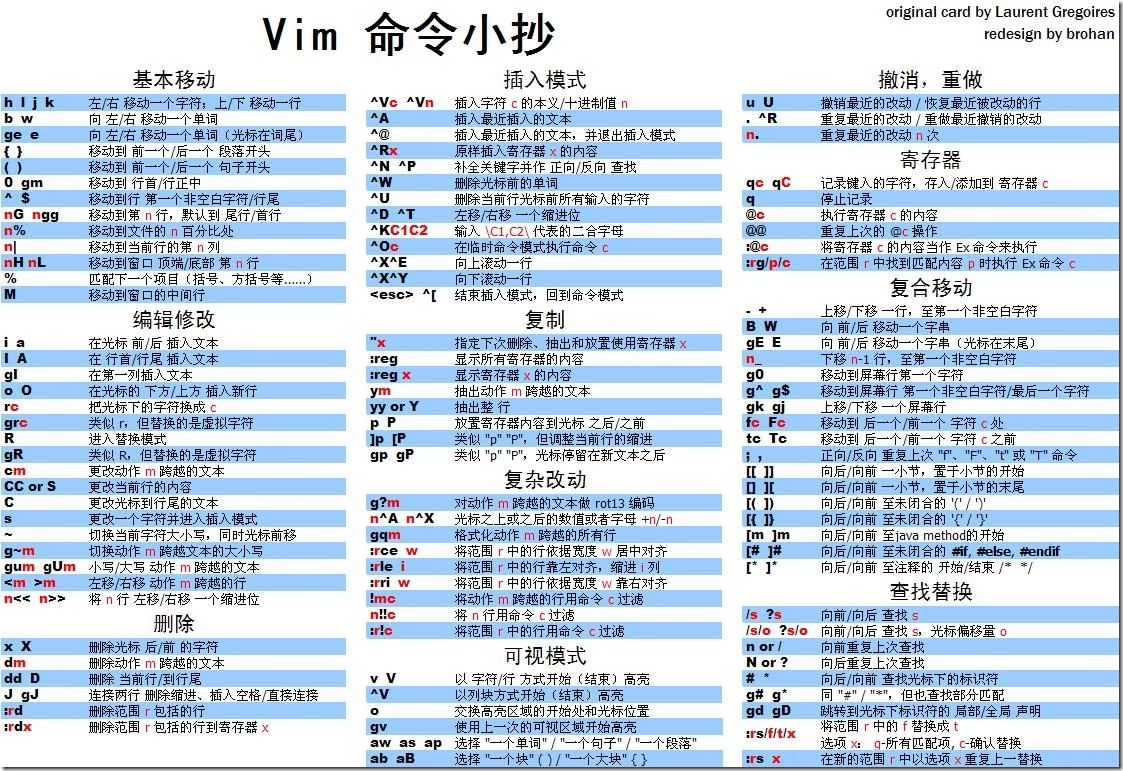 Vim 命令小抄
original card by Laurent Gregoires
redesign by brohan
基本移动
h l j k 左/右 移动一个字符；上/下 移动一行
b w 向 左/右 移动一个单词
ge e 向 左/右 移动一个单词（光标在词尾）
{ } 移动到 前一个/后一个 段落开头
( ) 移动到 前一个/后一个 句子开头
0 gm 移动到 行首/行正中
^ $ 移动到行 第一个非空白字符/行尾
nG ngg 移动到第 n 行，默认到 尾行/首行
n% 移动到文件的 n 百分比处
n| 移动到当前行的第 n 列
nH nL 移动到窗口 顶端/底部 第 n 行
% 匹配下一个项目（括号、方括号等......）
M 移动到窗口的中间行
编辑修改
i a 在光标 前/后 插入文本
I A 在 行首/行尾 插入文本
gI 在第一列插入文本
o O 在光标的 下方/上方 插入新行
rc 把光标下的字符换成 c
grc 类似 r，但替换的是虚拟字符
R 进入替换模式
gR 类似 R，但替换的是虚拟字符
cm 更改动作 m 跨越的文本
CC or S 更改当前行的内容
C 更改光标到行尾的文本
s 更改一个字符并进入插入模式
~ 切换当前字符大小写，同时光标前移
g~m 切换动作 m 跨越文本的大小写
gum gUm 小写/大写 动作 m 跨越的文本
<m >m 左移/右移 动作 m 跨越的行
n<< n>> 将 n 行 左移/右移 一个缩进位
删除
x X 删除光标 后/前 的字符
dm 删除动作 m 跨越的文本
dd D 删除 当前行/到行尾
J gJ 连接两行 删除缩进、插入空格/直接连接
:rd 删除范围 r 包括的行
:rdx 删除范围 r 包括的行到寄存器 x
插入模式
^Vc ^Vn 插入字符 c 的本义/十进制值 n
^A 插入最近插入的文本
^@ 插入最近插入的文本，并退出插入模式
^Rx 原样插入寄存器 x 的内容
^N ^P 补全关键字并作 正向/反向 查找
^W 删除光标前的单词
^U 删除当前行光标前所有输入的字符
^D ^T 左移/右移 一个缩进位
^KC1C2 输入 \C1,C2\ 代表的二合字母
^Oc 在临时命令模式执行命令 c
^X^E 向上滚动一行
^X^Y 向下滚动一行
<esc> ^[ 结束插入模式，回到命令模式
复制
"x 指定下次删除、抽出和放置使用寄存器 x
:reg 显示所有寄存器的内容
:reg x 显示寄存器 x 的内容
ym 抽出动作 m 跨越的文本
yy or Y 抽出整 行
p P 放置寄存器内容到光标 之后/之前
]p [P 类似 "p" "P"，但调整当前行的缩进
gp gP 类似 "p" "P"，光标停留在新文本之后
复杂改动
g?m 对动作 m 跨越的文本做 rot13 编码
n^A n^X 光标之上或之后的数值或者字母 +n/-n
gqm 格式化动作 m 跨越的所有行
:rce w 将范围 r 中的行依据宽度 w 居中对齐
:rle i 将范围 r 中的行靠左对齐，缩进 i 列
:rri w 将范围 r 中的行依据宽度 w 靠右对齐
!mc 将动作 m 跨越的行用命令 c 过滤
n!!c 将 n 行用命令 c 过滤
:r!c 将范围 r 中的行用命令 c 过滤
可视模式
v V 以 字符/行 方式开始（结束）高亮
^V 以列块方式开始（结束）高亮
o 交换高亮区域的开始处和光标位置
gv 使用上一次的可视区域开始高亮
aw as ap 选择 "一个单词" / "一个句子" / "一个段落"
ab aB 选择 "一个块" ( ) / "一个大块" { }
撤消，重做
u U 撤销最近的改动 / 恢复最近被改动的行
. ^R 重复最近的改动 / 重做最近撤销的改动
n. 重复最近的改动 n 次
寄存器
qc qC 记录键入的字符，存入/添加到 寄存器 c
q 停止记录
@c 执行寄存器 c 的内容
@@ 重复上次的 @c 操作
:@c 将寄存器 c 的内容当作 Ex 命令来执行
:rg/p/c 在范围 r 中找到匹配内容 p 时执行 Ex 命令 c
复合移动
- + 上移/下移 一行，至第一个非空白字符
B W 向 前/后 移动一个字串
gE E 向 前/后 移动一个字串（光标在末尾）
n_ 下移 n-1 行，至第一个非空白字符
g0 移动到屏幕行第一个字符
g^ g$ 移动到屏幕行 第一个非空白字符/最后一个字符
gk gj 上移/下移 一个屏幕行
fc Fc 移动到 后一个/前一个 字符 c 处
tc Tc 移动到 后一个/前一个 字符 c 之前
; , 正向/反向 重复上次 "f"、"F"、"t" 或 "T" 命令
[[ ]] 向后/向前 一小节，置于小节的开始
[] ][ 向后/向前 一小节，置于小节的末尾
[( ]) 向后/向前 至未闭合的 '(' / ')'
[{ ]} 向后/向前 至未闭合的 '{' / '}'
[m ]m 向后/向前 至java method的开始
[# ]# 向后/向前 至未闭合的 #if, #else, #endif
[* ]* 向后/向前 至注释的 开始/结束 /* */
查找替换
/s ?s 向前/向后 查找 s
/s/o ?s/o 向前/向后 查找 s，光标偏移量 o
n or / 向前重复上次查找
N or ? 向后重复上次查找
# * 向后/向前 查找光标下的标识符
g# g* 同 "#" / "*"，但也查找部分匹配
gd gD 跳转到光标下标识符的 局部/全局 声明
:rs/f/t/x 将范围 r 中的 f 替换成 t
选项 x： q-所有匹配项, c-确认替换
:rs x 在新的范围 r 中以选项 x 重复上一替换